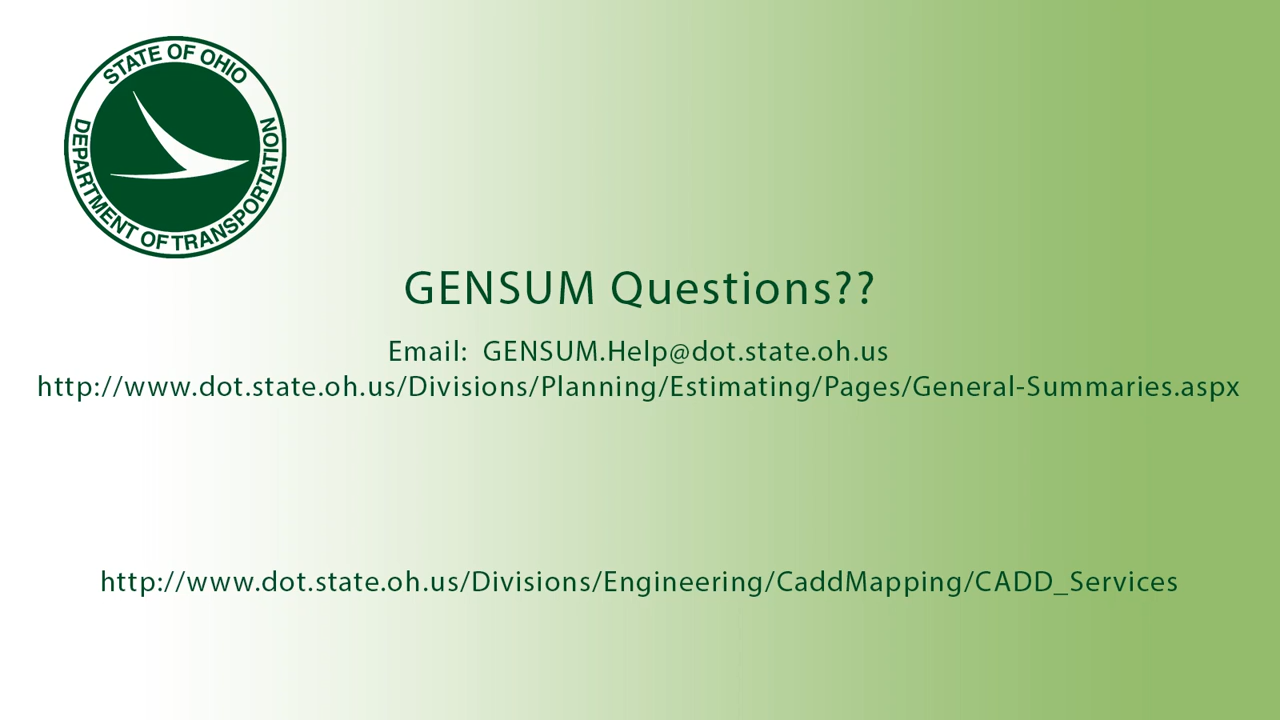 STATE OF OHIO
DEPARTMENT OF TRANSPORTATION
GENSUM Questions??
Email: GENSUM.Help@dot.state.oh.us
http://www.dot.state.oh.us/Divisions/Planning/Estimating/Pages/General-Summaries.aspx
http://www.dot.state.oh.us/Divisions/Engineering/CaddMapping/CADD_Services